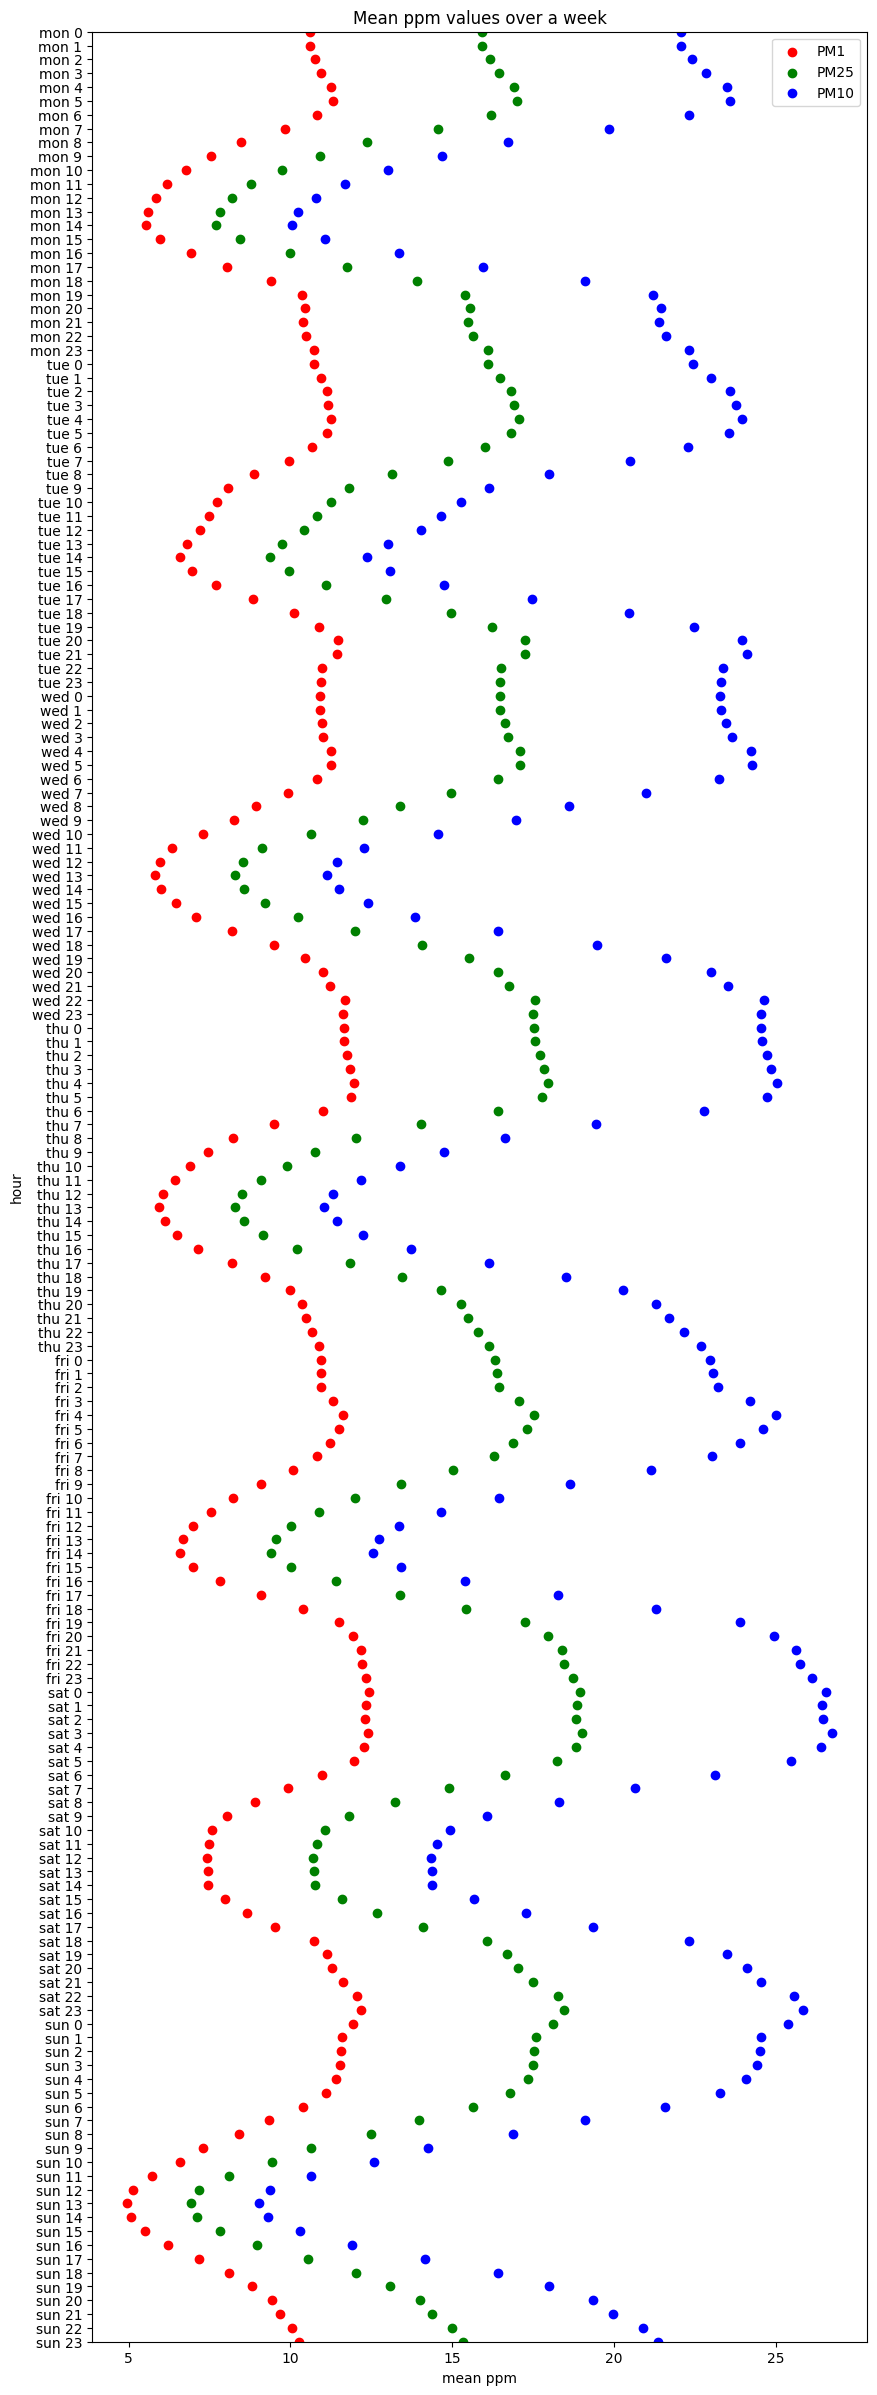 Mean ppm values over a week
PM1
PM25
PM10
mon 0
mon 1
mon 2
mon 3
mon 4
mon 5
mon 6
mon 7
mon 8
mon 9
mon 10
mon 11
mon 12
mon 13
mon 14
mon 15
mon 16
mon 17
mon 18
mon 19
mon 20
mon 21
mon 22
mon 23
tue 0
tue 1
tue 2
tue 3
tue 4
tue 5
tue 6
tue 7
tue 8
tue 9
tue 10
tue 11
tue 12
tue 13
tue 14
tue 15
tue 16
tue 17
tue 18
tue 19
tue 20
tue 21
tue 22
tue 23
wed 0
wed 1
wed 2
wed 3
wed 4
wed 5
wed 6
wed 7
wed 8
wed 9
wed 10
wed 11
wed 12
wed 13
wed 14
wed 15
wed 16
wed 17
wed 18
wed 19
wed 20
wed 21
wed 22
wed 23
thu 0
thu 1
thu 2
thu 3
thu 4
thu 5
thu 6
thu 7
thu 8
thu 9
thu 10
thu 11
thu 12
thu 13
thu 14
thu 15
thu 16
thu 17
thu 18
thu 19
thu 20
thu 21
thu 22
thu 23
fri 0
fri 1
fri 2
fri 3
fri 4
fri 5
fri 6
fri 7
fri 8
fri 9
fri 10
fri 11
fri 12
fri 13
fri 14
fri 15
fri 16
fri 17
fri 18
fri 19
fri 20
fri 21
fri 22
fri 23
sat 0
sat 1
sat 2
sat 3
sat 4
sat 5
sat 6
sat 7
sat 8
sat 9
sat 10
sat 11
sat 12
sat 13
sat 14
sat 15
sat 16
sat 17
sat 18
sat 19
sat 20
sat 21
sat 22
sat 23
sun 0
sun 1
sun 2
sun 3
sun 4
sun 5
sun 6
sun 7
sun 8
sun 9
sun 10
sun 11
sun 12
sun 13
sun 14
sun 15
sun 16
sun 17
sun 18
sun 19
sun 20
sun 21
sun 22
sun 23
hour
5 10 15 20 25
mean ppm